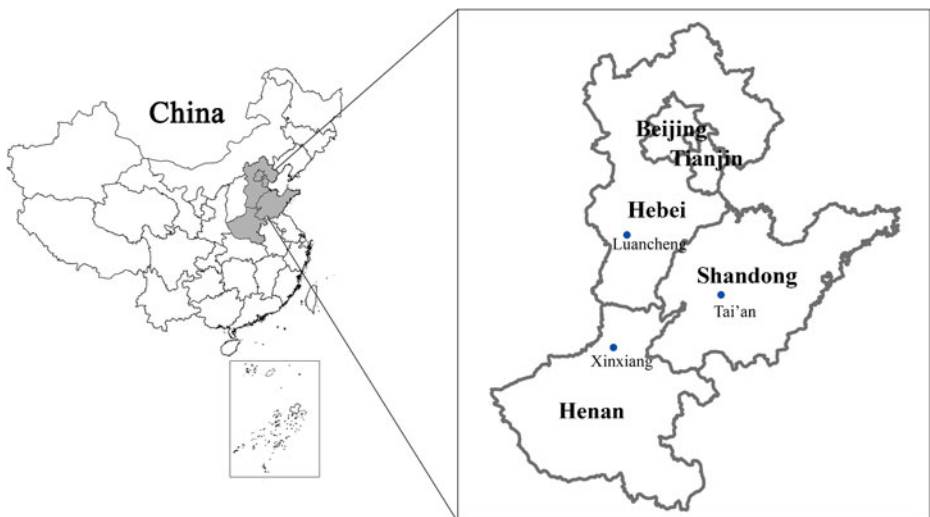 China
Beijing
Tianjin
Hebei
Luancheng
Shandong
Tai'an
Xinxiang
Henan